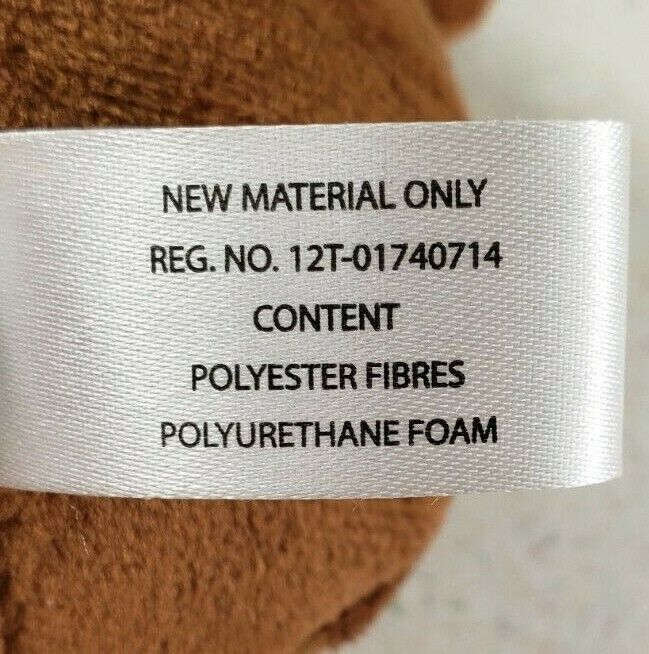 NEW MATERIAL ONLY
REG. NO. 12T-01740714
CONTENT
POLYESTER FIBRES
POLYURETHANE FOAM